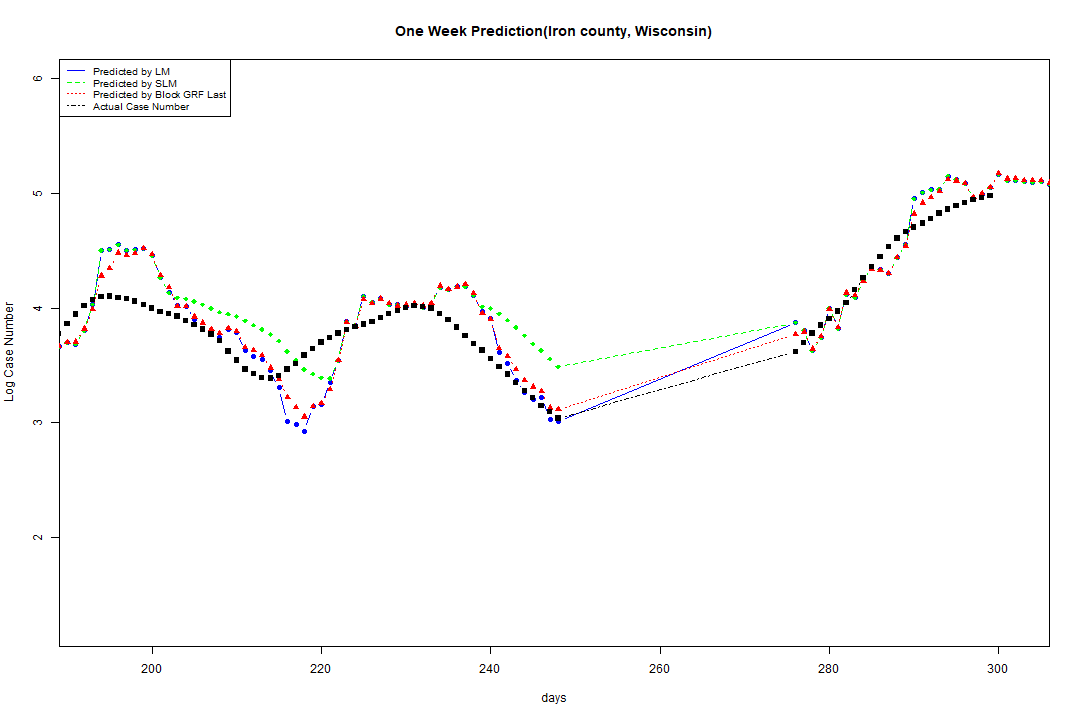 One Week Prediction(Iron county, Wisconsin)
Predicted by LM
Predicted by SLM
Predicted by Block GRF Last
Actual Case Number
6
5
4
3
2
Log Case Number
200 220 240 260 280 300
days